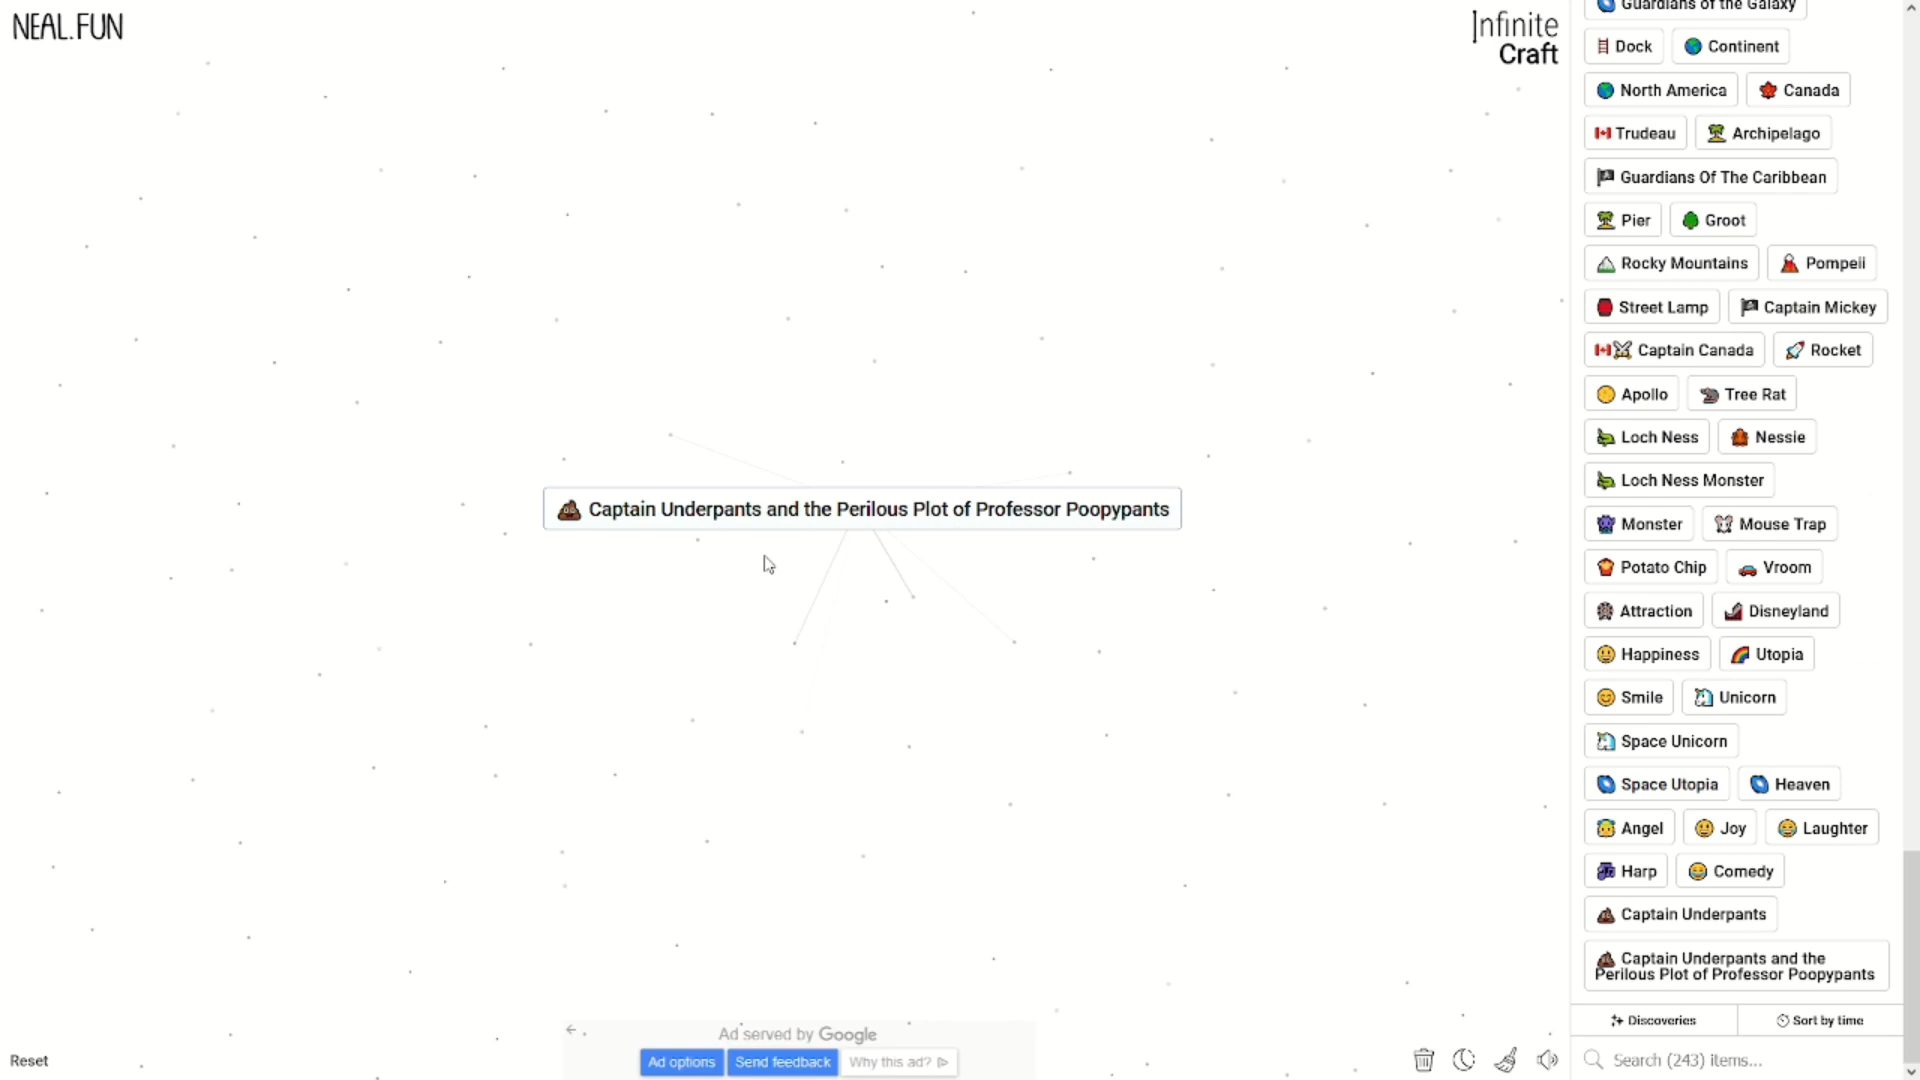 NEAL.FUN
Infinite
Craft
Guardians of the Galaxy
Dock
Continent
North America
Canada
Trudeau
Archipelago
Guardians Of The Caribbean
Pier
Groot
Rocky Mountains
Pompeii
Street Lamp
Captain Mickey
Captain Canada
Rocket
Apollo
Tree Rat
Loch Ness
Nessie
Loch Ness Monster
Monster
Mouse Trap
Potato Chip
Vroom
Attraction
Disneyland
Happiness
Utopia
Smile
Unicorn
Space Unicorn
Space Utopia
Heaven
Angel
Joy
Laughter
Harp
Comedy
Captain Underpants
Captain Underpants and the
Perilous Plot of Professor Poopypants
Discoveries
Sort by time
Search (243) items...
Captain Underpants and the Perilous Plot of Professor Poopypants
Ad served by Google
Ad options
Send feedback
Why this ad?
Reset